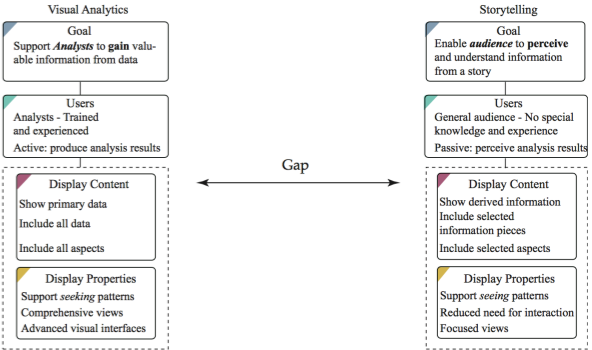 Visual Analytics
Goal
Support Analysts to gain valu-
able information from data
Users
Analysts - Trained
and experienced
Active: produce analysis results
Display Content
Show primary data
Include all data
Include all aspects
Display Properties
Support seeking patterns
Comprehensive views
Advanced visual interfaces
Gap
Storytelling
Goal
Enable audience to perceive
and understand information
from a story
Users
General audience - No special
knowledge and experience
Passive: perceive analysis results
Display Content
Show derived information
Include selected
information pieces
Include selected aspects
Display Properties
Support seeing patterns
Reduced need for interaction
Focused views